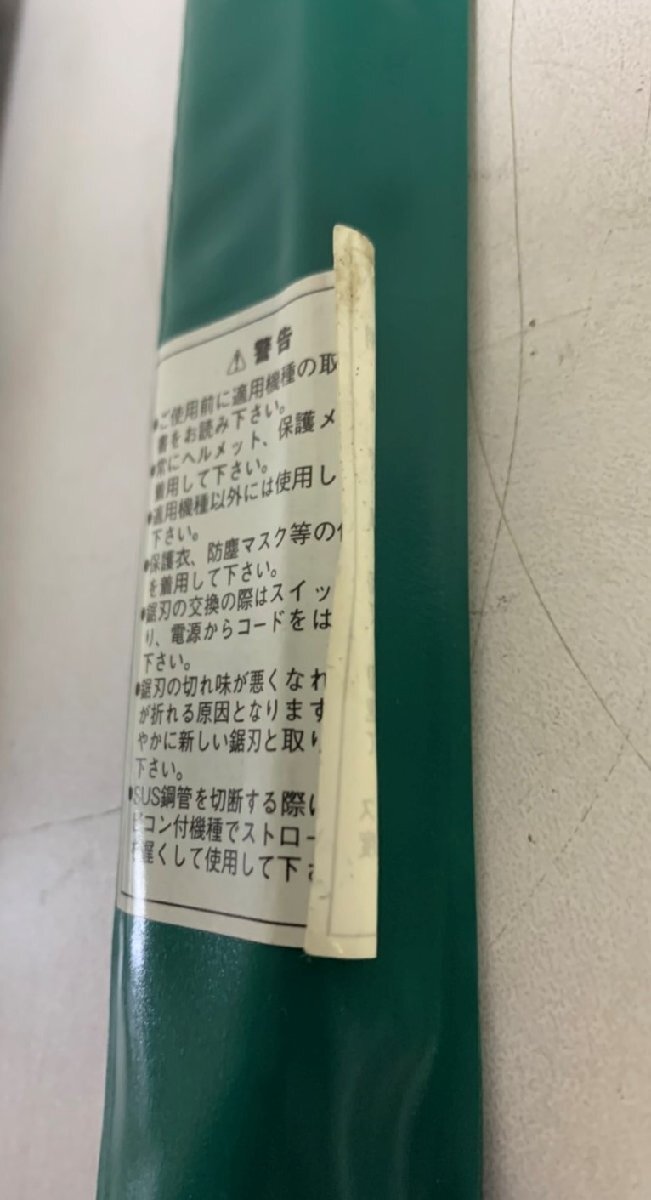 ⚠ 警告
●ご使用前に適用機種の取
書をお読み下さい。
●常にヘルメット、保護メ
着用して下さい。
●適用機種以外には使用し
下さい。
●保護衣、防塵マスク等の
を着用して下さい。
●鋸刃の交換の際はスイッ
り、電源からコードをは
下さい。
●鋸刃の切れ味が悪くなれ
が折れる原因となります
やかに新しい鋸刃と取り
下さい。
●SUS鋼管を切断する際に
ピコン付機種でストロー
を遅くして使用して下さ